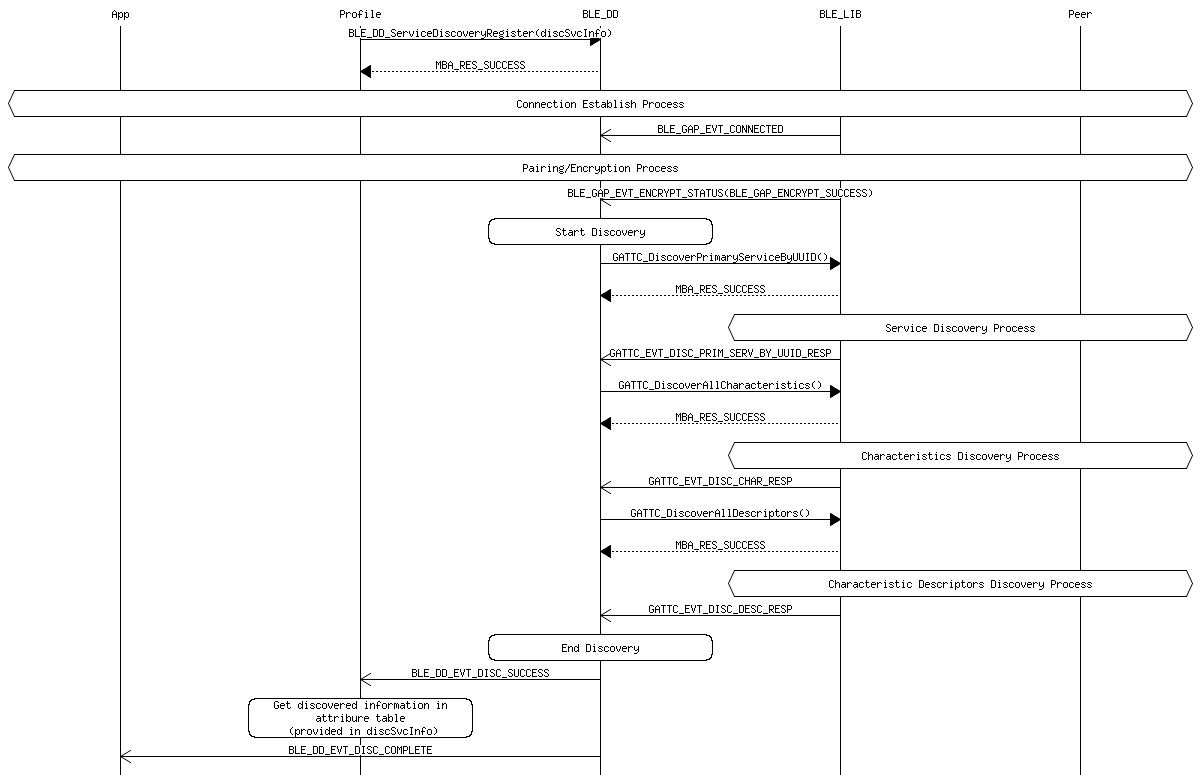 App Profile BLE_DD BLE_LIB Peer
BLE_DD_ServiceDiscoveryRegister(discSvcInfo)
MBA_RES_SUCCESS
Connection Establish Process
BLE_GAP_EVT_CONNECTED
Pairing/Encryption Process
BLE_GAP_EVT_ENCRYPT_STATUS(BLE_GAP_ENCRYPT_SUCCESS)
Start Discovery
GATTC_DiscoverPrimaryServiceByUUID()
MBA_RES_SUCCESS
Service Discovery Process
GATTC_EVT_DISC_PRIM_SERV_BY_UUID_RESP
GATTC_DiscoverAllCharacteristics()
MBA_RES_SUCCESS
Characteristics Discovery Process
GATTC_EVT_DISC_CHAR_RESP
GATTC_DiscoverAllDescriptors()
MBA_RES_SUCCESS
Characteristic Descriptors Discovery Process
GATTC_EVT_DISC_DESC_RESP
End Discovery
BLE_DD_EVT_DISC_SUCCESS
Get discovered information in
attribure table
(provided in discSvcInfo)
BLE_DD_EVT_DISC_COMPLETE